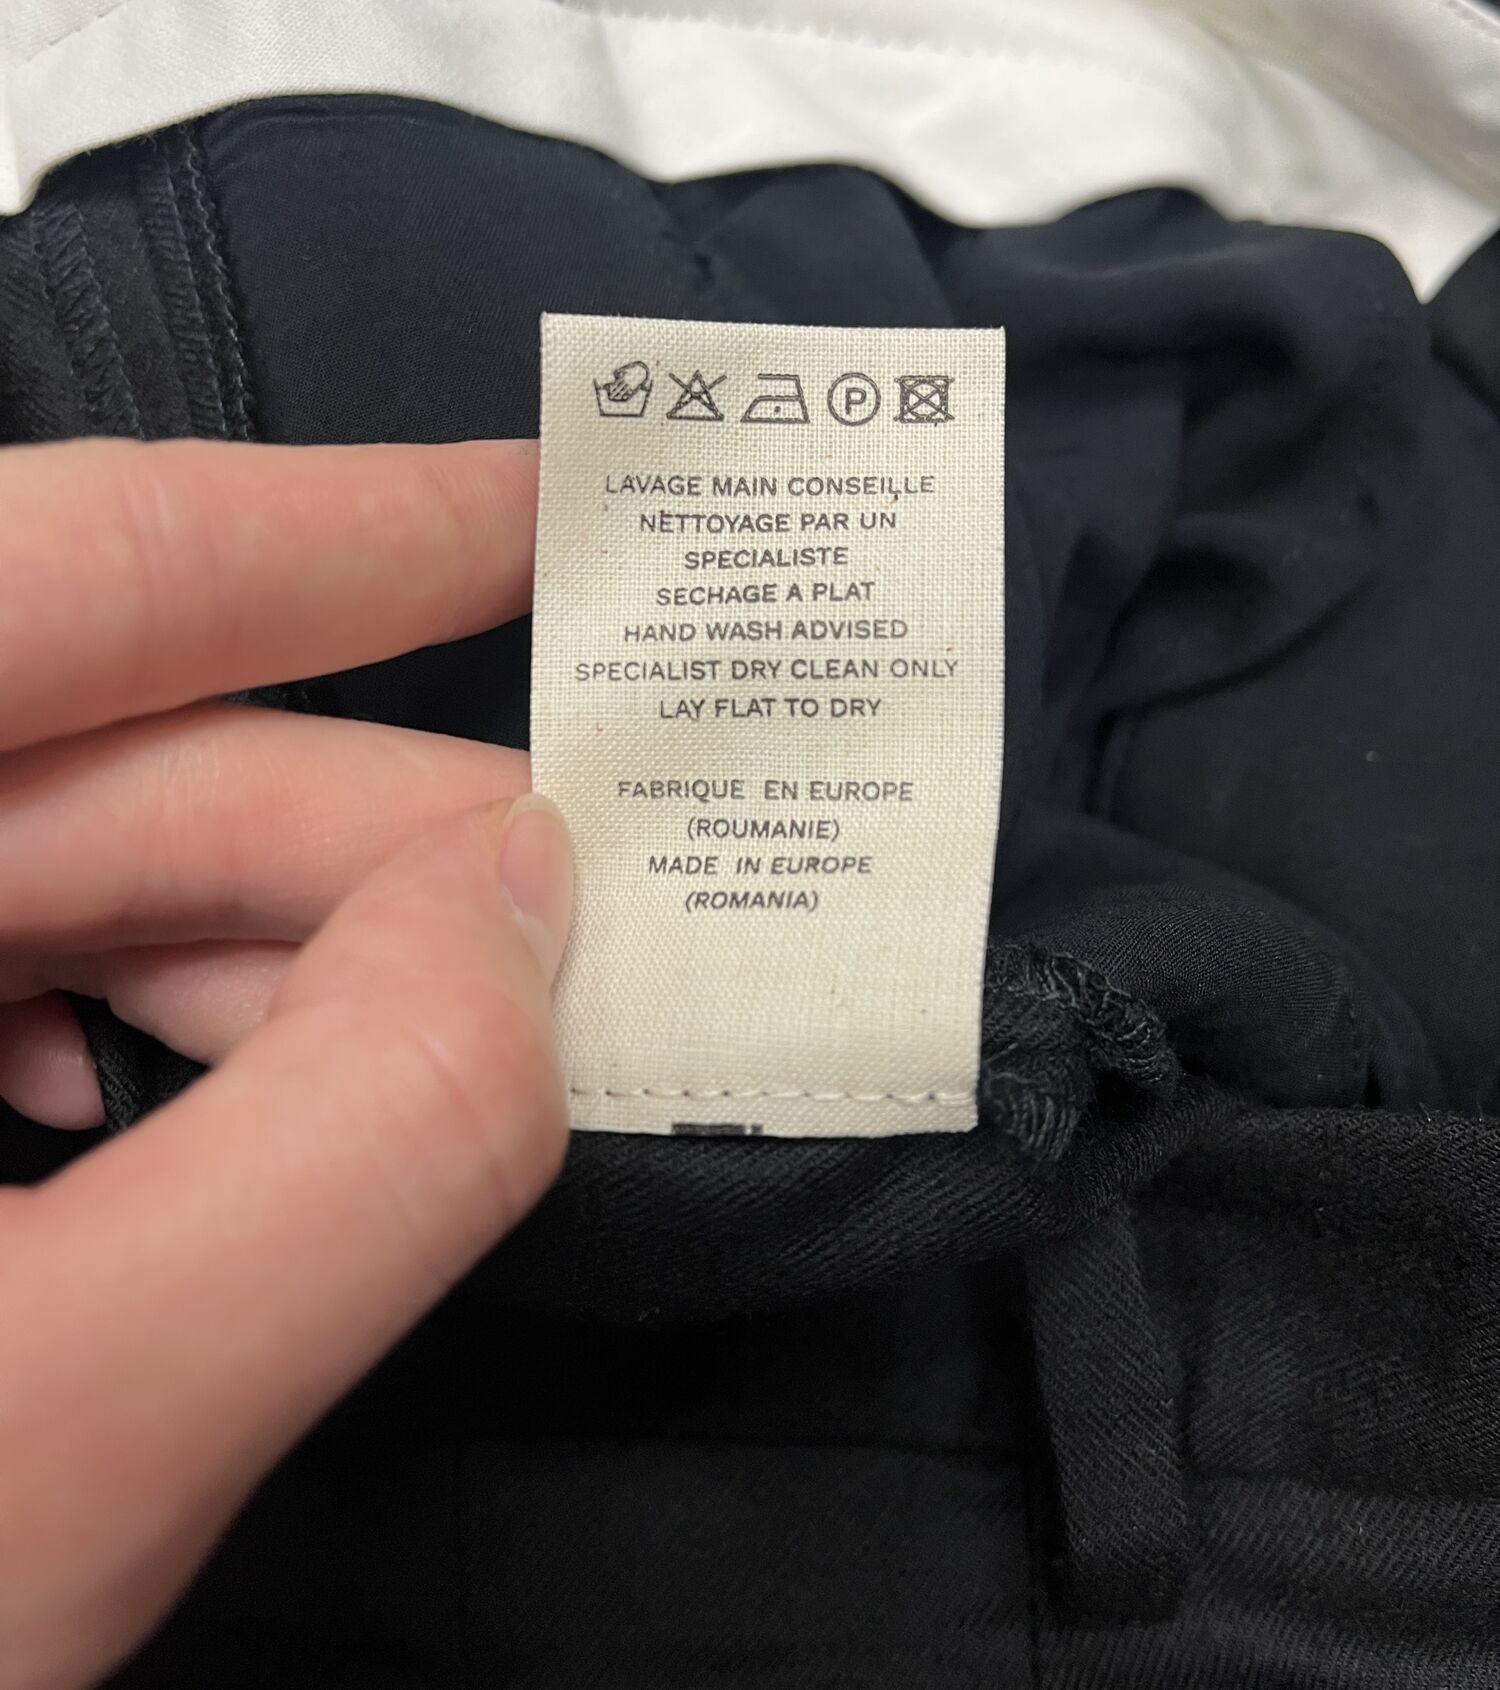 P
LAVAGE MAIN CONSEILLE
NETTOYAGE PAR UN
SPECIALISTE
SECHAGE A PLAT
HAND WASH ADVISED
SPECIALIST DRY CLEAN ONLY
LAY FLAT TO DRY
FABRIQUE EN EUROPE
(ROUMANIE)
MADE IN EUROPE
(ROMANIA)